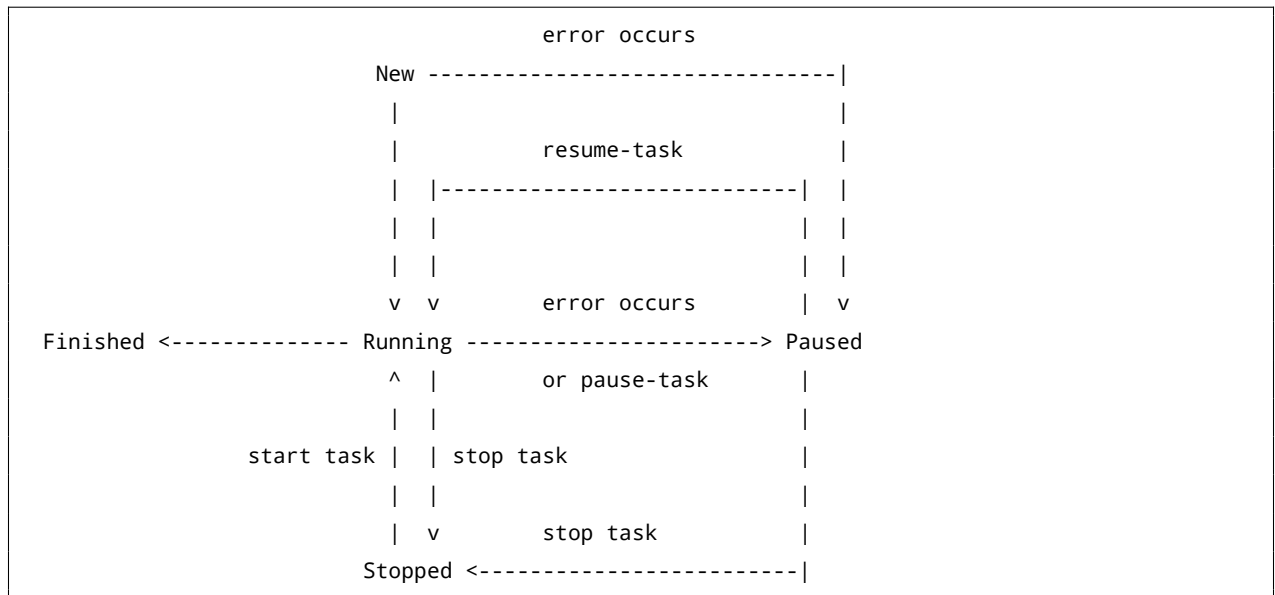 error occurs
New --------------------------------|
|                                  |
|           resume-task            |
|  |----------------------------|  |
|  |                            |  |
|  |                            |  |
v  v        error occurs        |  v
Finished <-------------- Running -----------------------> Paused
^  |        or pause-task       |
|  |                            |
start task |  | stop task                  |
|  |                            |
|  v        stop task           |
Stopped <-------------------------|